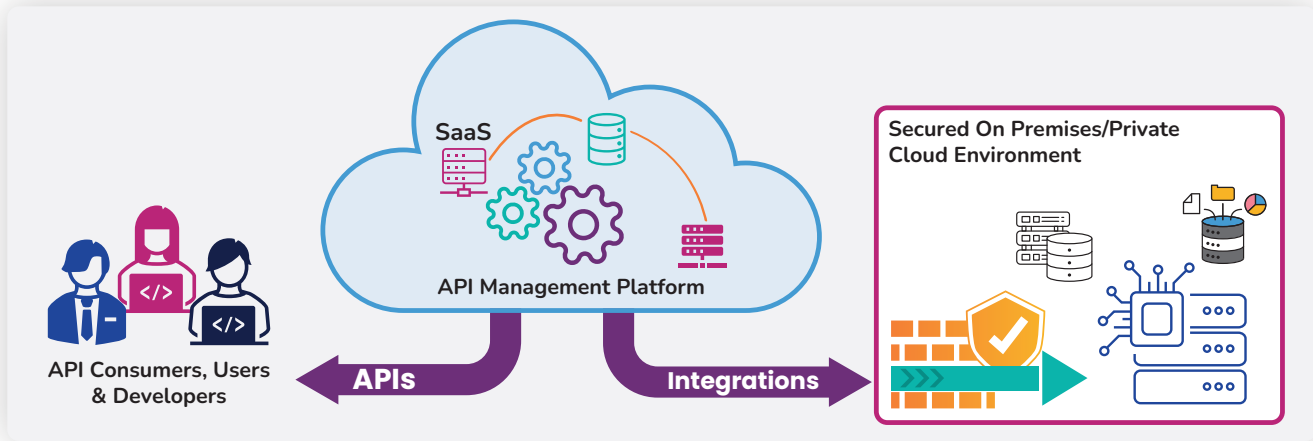 SaaS
API Management Platform
Secured On Premises/Private
Cloud Environment
</>
</>
API Consumers, Users
& Developers
APIs
Integrations